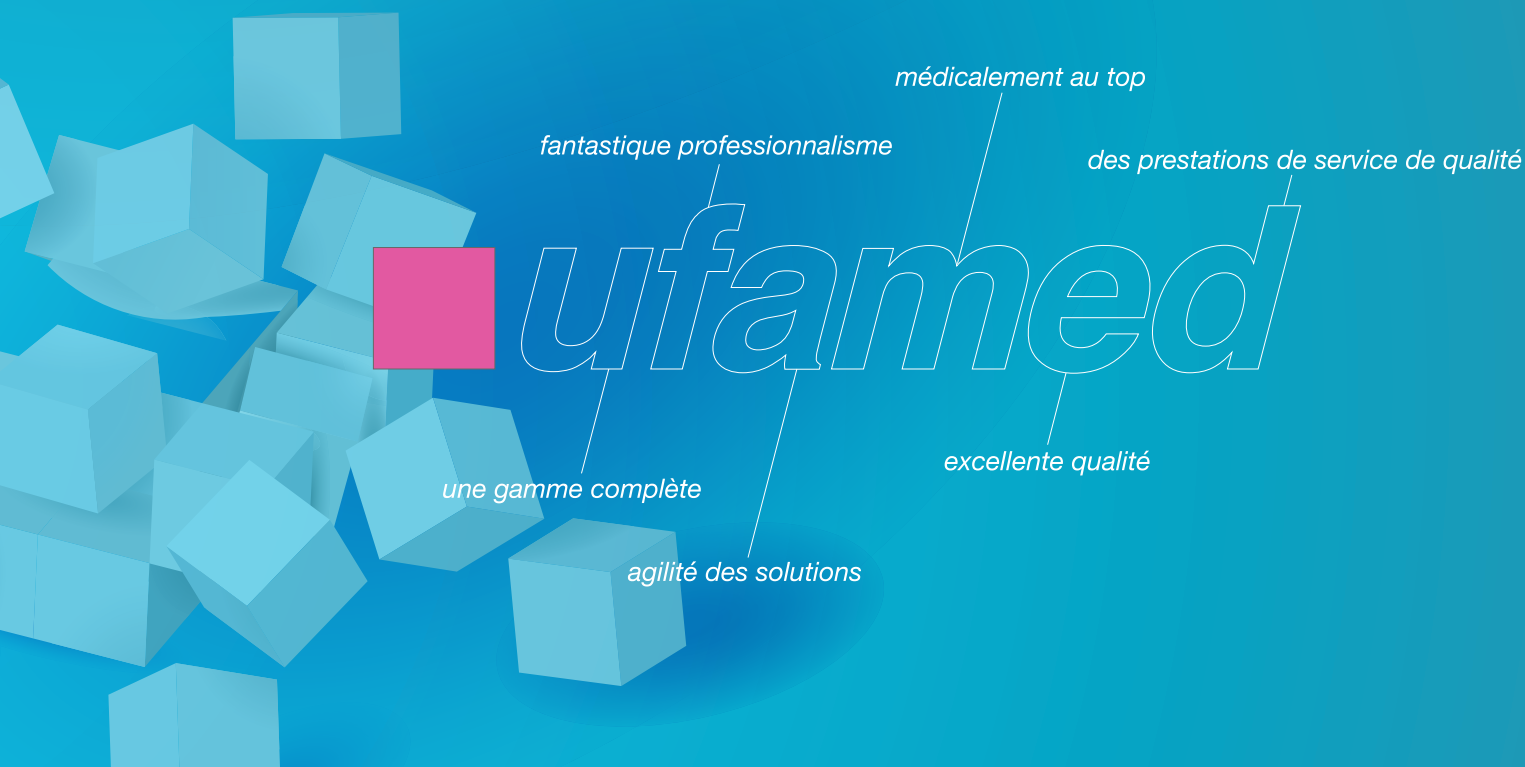 médicalement au top
fantastique professionnalisme
des prestations de service de qualité
ufamed
excellente qualité
une gamme complète
agilité des solutions